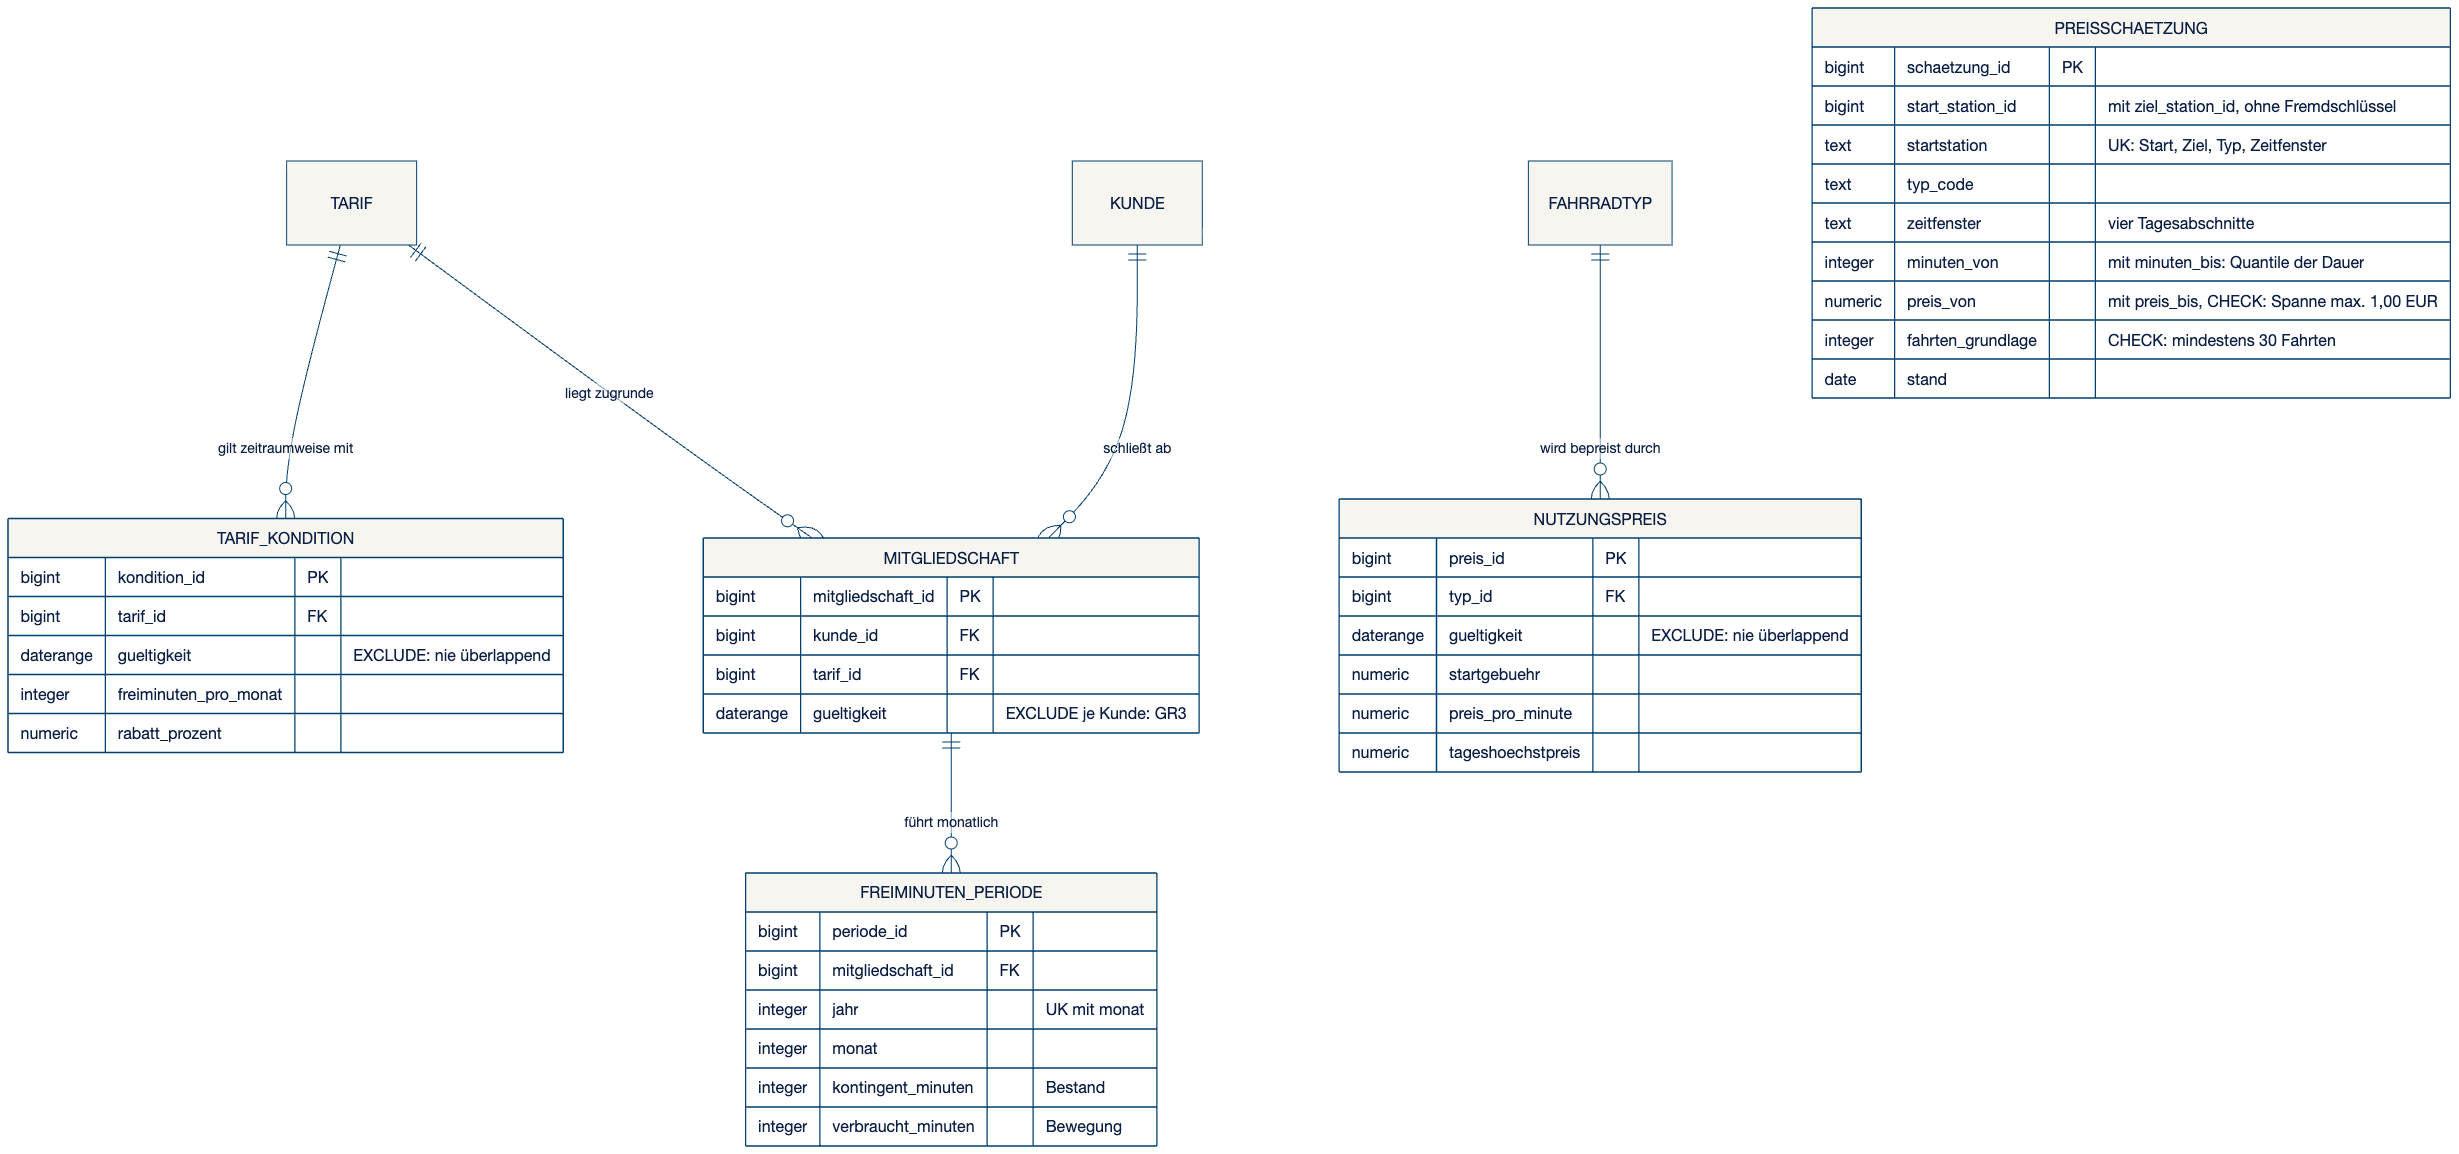 PREISSCHAETZUNG
bigint schaetzung_id PK
bigint start_station_id mit ziel_station_id, ohne Fremdschlüssel
text startstation UK: Start, Ziel, Typ, Zeitfenster
text typ_code
text zeitfenster vier Tagesabschnitte
integer minuten_von mit minuten_bis: Quantile der Dauer
numeric preis_von mit preis_bis, CHECK: Spanne max. 1,00 EUR
integer fahrten_grundlage CHECK: mindestens 30 Fahrten
date stand
TARIF
KUNDE
FAHRRADTYP
liegt zugrunde
gilt zeitraumweise mit
schließt ab
wird bepreist durch
TARIF_KONDITION
bigint kondition_id PK
bigint tarif_id FK
daterange gueltigkeit EXCLUDE: nie überlappend
integer freiminuten_pro_monat
numeric rabatt_prozent
MITGLIEDSCHAFT
bigint mitgliedschaft_id PK
bigint kunde_id FK
bigint tarif_id FK
daterange gueltigkeit EXCLUDE je Kunde: GR3
NUTZUNGSPREIS
bigint preis_id PK
bigint typ_id FK
daterange gueltigkeit EXCLUDE: nie überlappend
numeric startgebuehr
numeric preis_pro_minute
numeric tageshoechstpreis
führt monatlich
FREIMINUTEN_PERIODE
bigint periode_id PK
bigint mitgliedschaft_id FK
integer jahr UK mit monat
integer monat
integer kontingent_minuten Bestand
integer verbraucht_minuten Bewegung